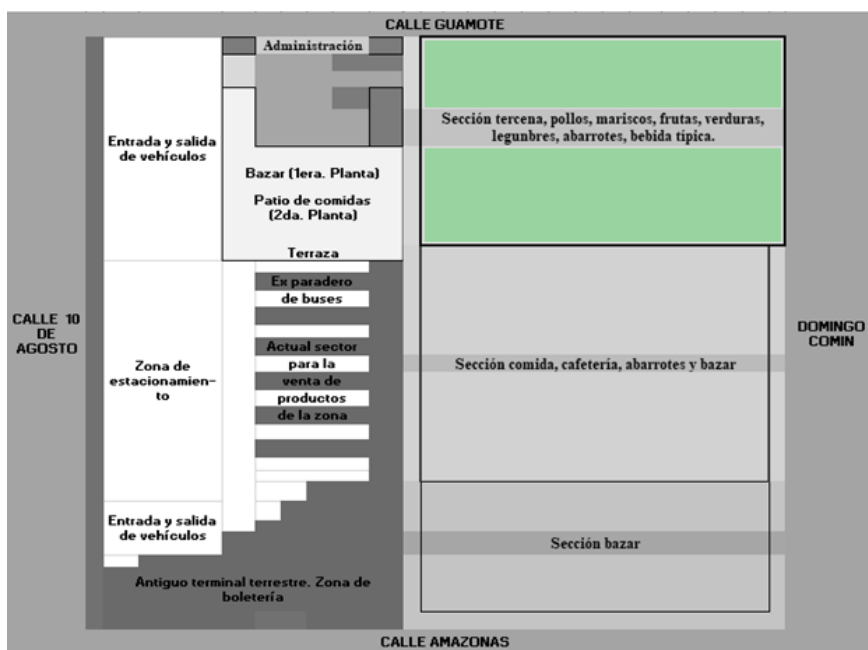 CALLE GUAMOTE
Administración
Sección tercena, pollos, mariscos, frutas, verduras,
legunbres, abarrotes, bebida típica.
Entrada y salida
de vehículos
Bazar (1era. Planta)
Patio de comidas
(2da. Planta)
Terraza
Ex paradero
de buses
CALLE 10
DE
AGOSTO
DOMINGO
COMIN
Zona de
estacionamien-
to
Actual sector
para la
venta de
productos
de la zona
Sección comida, cafetería, abarrotes y bazar
Entrada y salida
de vehículos
Sección bazar
Antiguo terminal terrestre. Zona de
boletería
CALLE AMAZONAS